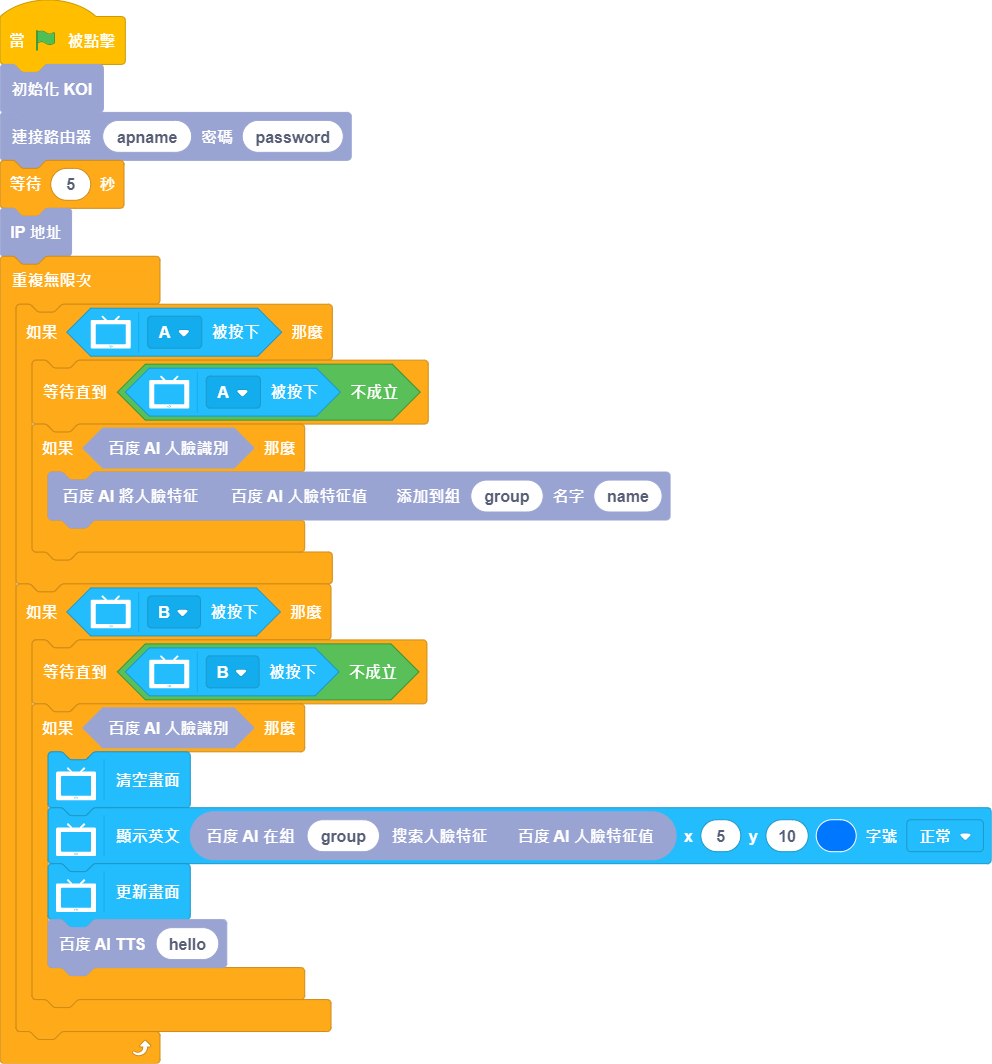 當 被點擊
初始化 KOI
連接路由器 apname 密碼 password
等待 5 秒
IP 地址
重複無限次
如果 A 被按下 那麼
等待直到 A 被按下 不成立
如果 百度 AI 人臉識別 那麼
百度 AI 將人臉特征 百度 AI 人臉特征值 添加到組 group 名字 name
如果 B 被按下 那麼
等待直到 B 被按下 不成立
如果 百度 AI 人臉識別 那麼
清空畫面
顯示英文 百度 AI 在組 group 搜索人臉特征 百度 AI 人臉特征值 x 5 y 10 字號 正常
更新畫面
百度 AI TTS hello